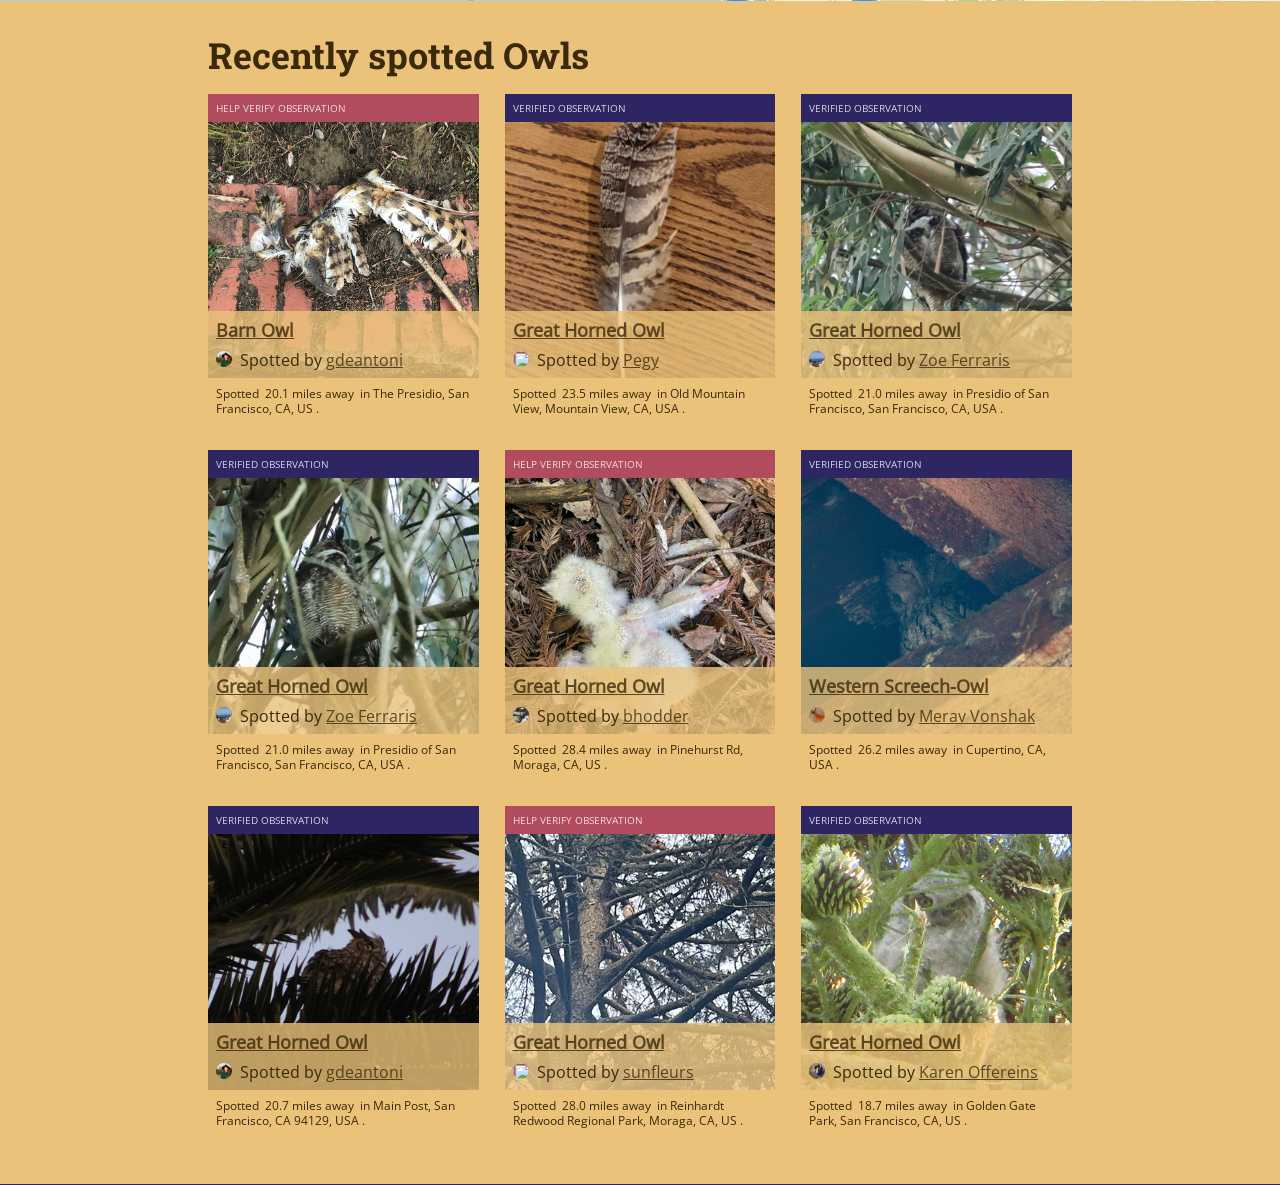 Recently spotted Owls
HELP VERIFY OBSERVATION
Barn Owl
Spotted by gdeantoni
Spotted 20.1 miles away in The Presidio, San
Francisco, CA, US .
VERIFIED OBSERVATION
Great Horned Owl
Spotted by Pegy
Spotted 23.5 miles away in Old Mountain
View, Mountain View, CA, USA .
VERIFIED OBSERVATION
Great Horned Owl
Spotted by Zoe Ferraris
Spotted 21.0 miles away in Presidio of San
Francisco, San Francisco, CA, USA .
VERIFIED OBSERVATION
Great Horned Owl
Spotted by Zoe Ferraris
Spotted 21.0 miles away in Presidio of San
Francisco, San Francisco, CA, USA .
HELP VERIFY OBSERVATION
Great Horned Owl
Spotted by bhodder
Spotted 28.4 miles away in Pinehurst Rd,
Moraga, CA, US .
VERIFIED OBSERVATION
Western Screech-Owl
Spotted by Merav Vonshak
Spotted 26.2 miles away in Cupertino, CA,
USA .
VERIFIED OBSERVATION
Great Horned Owl
Spotted by gdeantoni
Spotted 20.7 miles away in Main Post, San
Francisco, CA 94129, USA .
HELP VERIFY OBSERVATION
Great Horned Owl
Spotted by sunfleurs
Spotted 28.0 miles away in Reinhardt
Redwood Regional Park, Moraga, CA, US .
VERIFIED OBSERVATION
Great Horned Owl
Spotted by Karen Offereins
Spotted 18.7 miles away in Golden Gate
Park, San Francisco, CA, US .